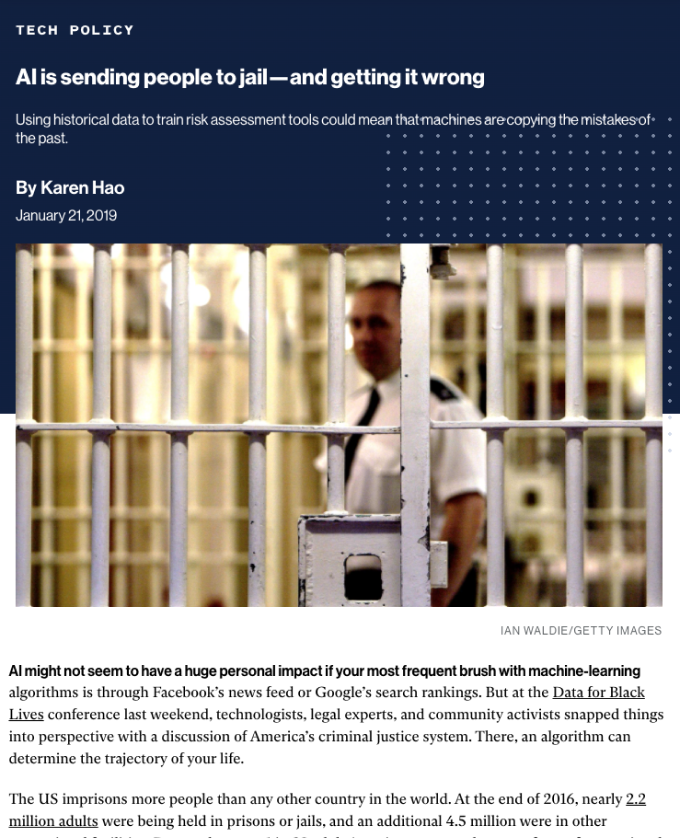 TECH POLICY
AI is sending people to jail—and getting it wrong
Using historical data to train risk assessment tools could mean that machines are copying the mistakes of
the past.
By Karen Hao
January 21, 2019
IAN WALDIE/GETTY IMAGES
AI might not seem to have a huge personal impact if your most frequent brush with machine-learning
algorithms is through Facebook’s news feed or Google’s search rankings. But at the Data for Black
Lives conference last weekend, technologists, legal experts, and community activists snapped things
into perspective with a discussion of America’s criminal justice system. There, an algorithm can
determine the trajectory of your life.
The US imprisons more people than any other country in the world. At the end of 2016, nearly 2.2
million adults were being held in prisons or jails, and an additional 4.5 million were in other